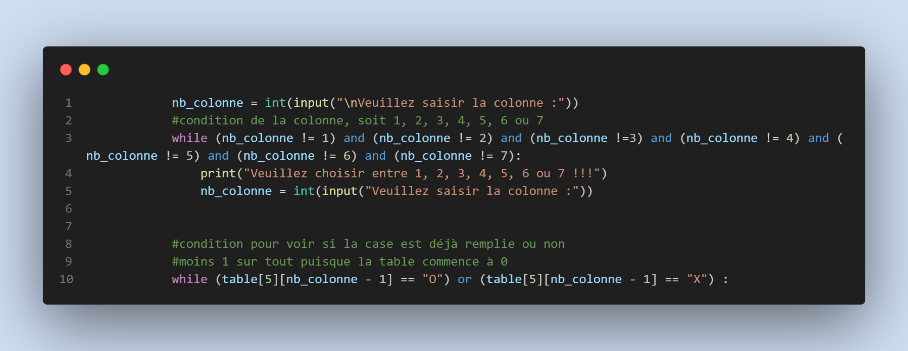 1 nb_colonne = int(input("\nVeuillez saisir la colonne :"))
2 #condition de la colonne, soit 1, 2, 3, 4, 5, 6 ou 7
3 while (nb_colonne != 1) and (nb_colonne != 2) and (nb_colonne !=3) and (nb_colonne != 4) and (
nb_colonne != 5) and (nb_colonne != 6) and (nb_colonne != 7):
4 print("Veuillez choisir entre 1, 2, 3, 4, 5, 6 ou 7 !!!")
5 nb_colonne = int(input("Veuillez saisir la colonne :"))
6
7
8 #condition pour voir si la case est déjà remplie ou non
9 #moins 1 sur tout puisque la table commence à 0
10 while (table[5][nb_colonne - 1] == "O") or (table[5][nb_colonne - 1] == "X") :